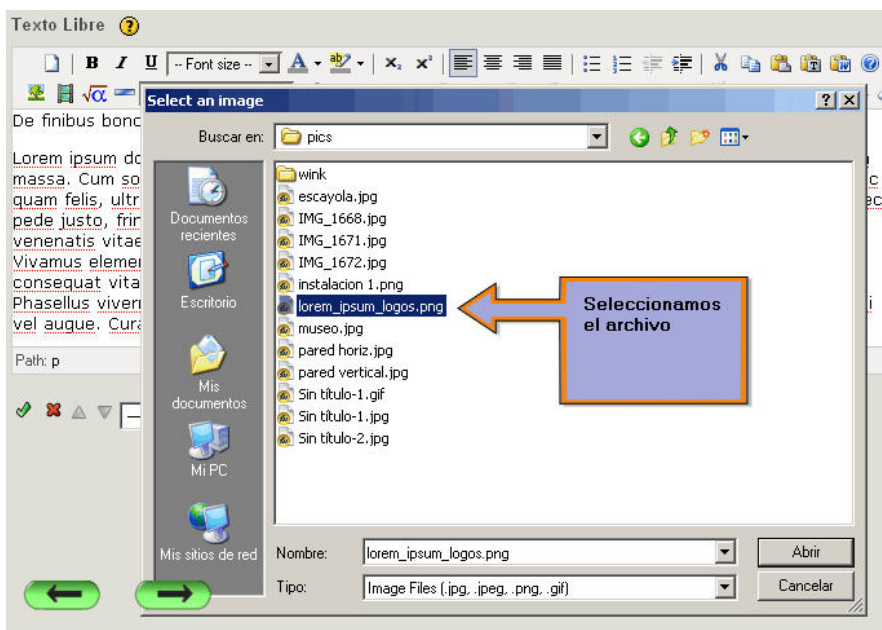 Texto Libre ?
B I U -- Font size -- A ab x, x²
Select an image
De finibus bonc
Buscar en: pics
Lorem ipsum do
massa. Cum so
c
quam felis, ultr
ec
pede justo, frin
venenatis vitae
Vivamus elemer
consequat vita
Phasellus viverr
i
vel augue. Cura
Path: p
Documentos
recientes
Escritorio
Mis
documentos
Mi PC
Mis sitios de red
wink
escayola.jpg
IMG_1668.jpg
IMG_1671.jpg
IMG_1672.jpg
instalacion 1.png
lorem_ipsum_logos.png
museo.jpg
pared horiz.jpg
pared vertical.jpg
Sin título-1.gif
Sin título-1.jpg
Sin título-2.jpg
Seleccionamos
el archivo
Nombre: lorem_ipsum_logos.png Abrir
Tipo: Image Files (.jpg, .jpeg, .png, .gif) Cancelar